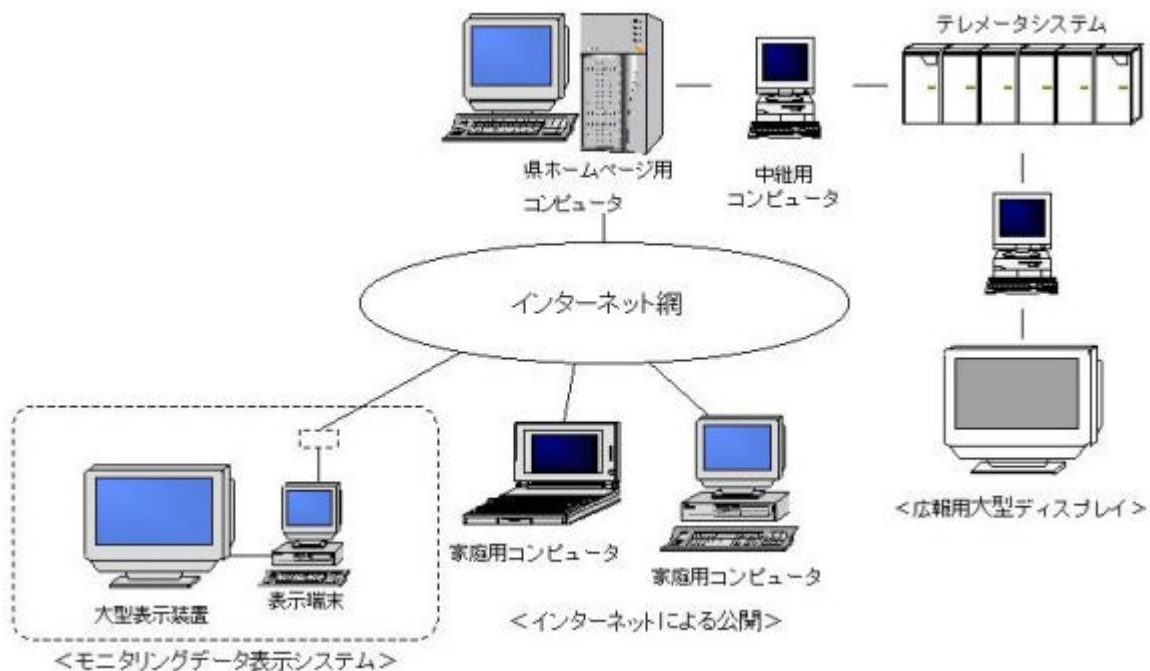 テレメータシステム
県ホームページ用
コンピュータ
中継用
コンピュータ
インターネット網
<広報用大型ディスプレイ>
家庭用コンピュータ
家庭用コンピュータ
大型表示装置
表示端末
<インターネットによる公開>
<モニタリングデータ表示システム>